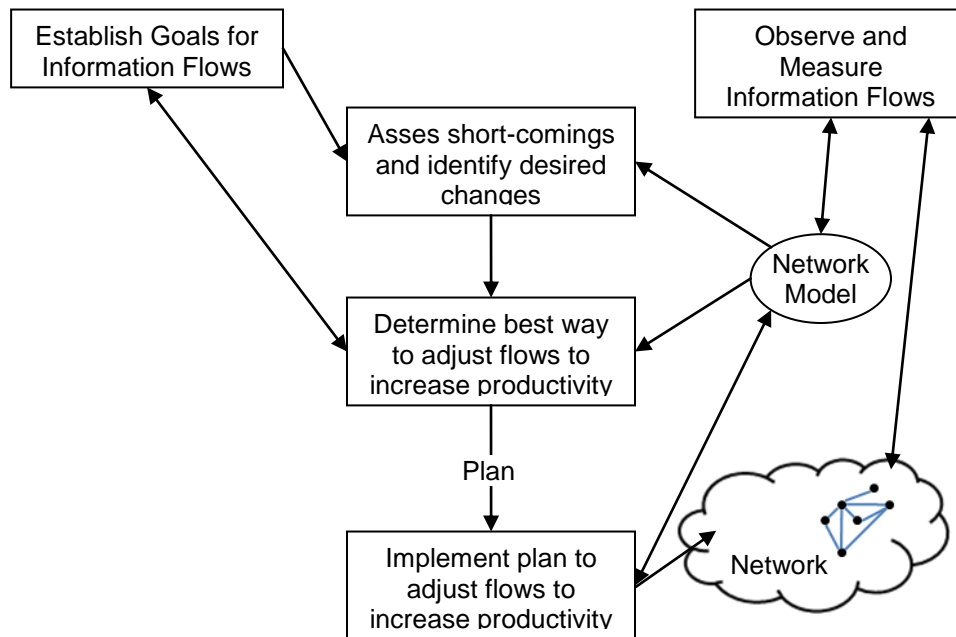 Establish Goals for
Information Flows
Observe and
Measure
Information Flows
Asses short-comings
and identify desired
changes
Network
Model
Determine best way
to adjust flows to
increase productivity
Plan
Implement plan to
adjust flows to
increase productivity
Network